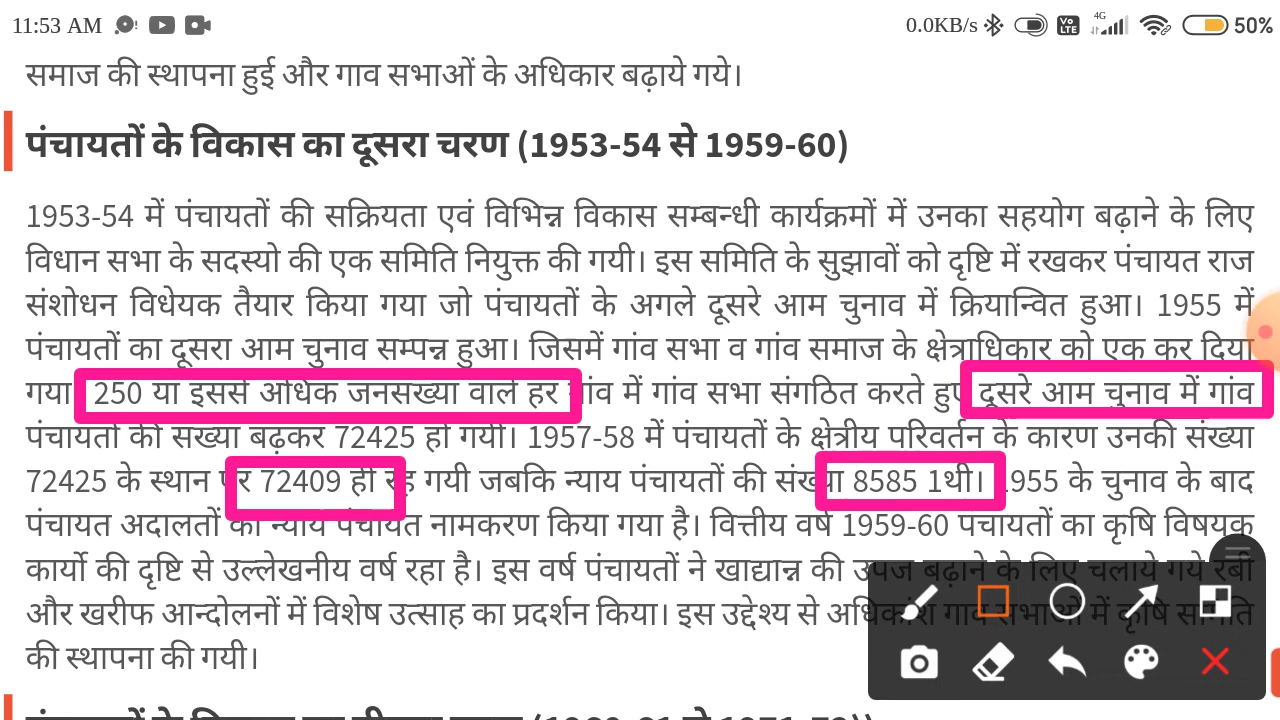 11:53 AM 0.0KB/s Vo LTE 4G 50%
समाज की स्थापना हुई और गाव सभाओं के अधिकार बढ़ाये गये।
पंचायतों के विकास का दूसरा चरण (1953-54 से 1959-60)
1953-54 में पंचायतों की सक्रियता एवं विभिन्न विकास सम्बन्धी कार्यक्रमों में उनका सहयोग बढ़ाने के लिए
विधान सभा के सदस्यो की एक समिति नियुक्त की गयी। इस समिति के सुझावों को दृष्टि में रखकर पंचायत राज
संशोधन विधेयक तैयार किया गया जो पंचायतों के अगले दूसरे आम चुनाव में क्रियान्वित हुआ। 1955 में
पंचायतों का दूसरा आम चुनाव सम्पन्न हुआ। जिसमें गांव सभा व गांव समाज के क्षेत्राधिकार को एक कर दिया
गया 250 या इससे अधिक जनसंख्या वाले हर गांव में गांव सभा संगठित करते हुए दूसरे आम चुनाव में गांव
पंचायतों की संख्या बढ़कर 72425 हो गयी। 1957-58 में पंचायतों के क्षेत्रीय परिवर्तन के कारण उनकी संख्या
72425 के स्थान पर 72409 ही रह गयी जबकि न्याय पंचायतों की संख्या 8585 1थी। 1955 के चुनाव के बाद
पंचायत अदालतों का न्याय पंचायत नामकरण किया गया है। वित्तीय वर्ष 1959-60 पंचायतों का कृषि विषयक
कार्यो की दृष्टि से उल्लेखनीय वर्ष रहा है। इस वर्ष पंचायतों ने खाद्यान्न की उपज बढ़ाने के लिए चलाये गये रबी
और खरीफ आन्दोलनों में विशेष उत्साह का प्रदर्शन किया। इस उद्देश्य से अधिकांश गाव सभाओं में कृषि समिति
की स्थापना की गयी।